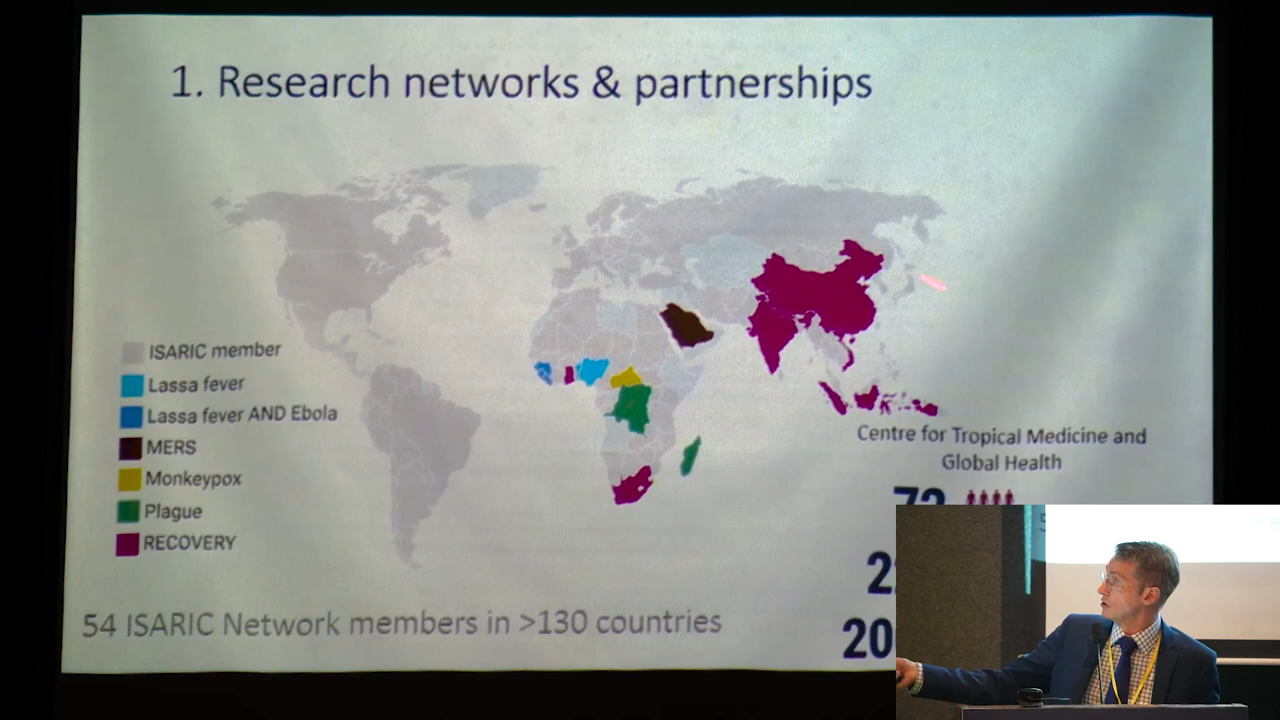 1. Research networks & partnerships
ISARIC member
Lassa fever
Lassa fever AND Ebola
MERS
Monkeypox
Plague
RECOVERY
Centre for Tropical Medicine and
Global Health
54 ISARIC Network members in >130 countries
20